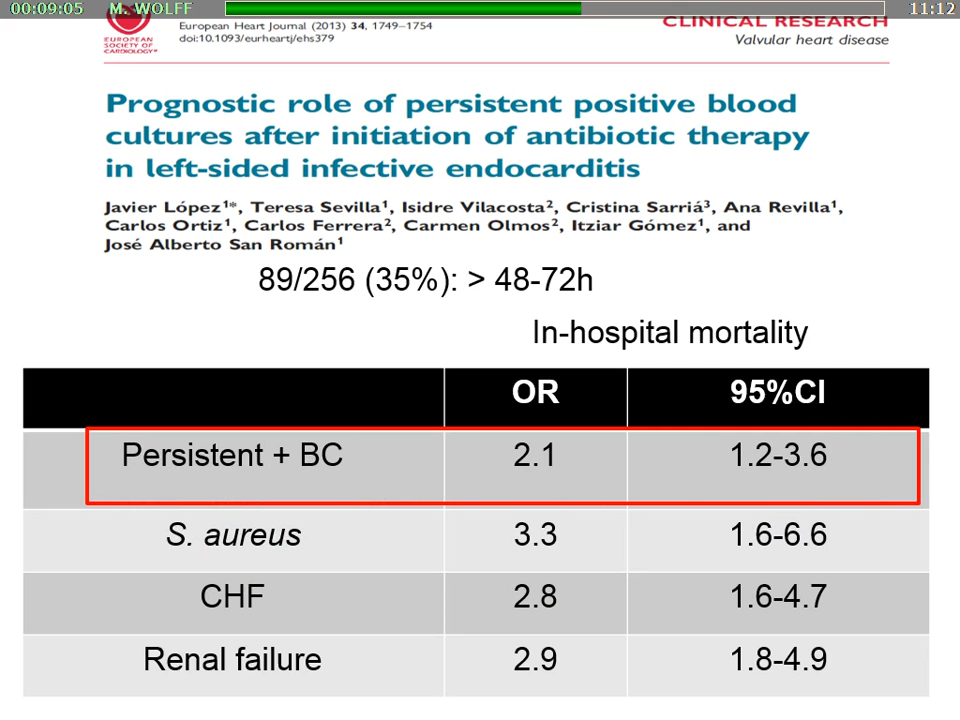 00:09:05 M. WOLFF 11:12
EUROPEAN
SOCIETY OF
CARDIOLOGY®
European Heart Journal (2013) 34, 1749–1754
doi:10.1093/eurheartj/ehs379
CLINICAL RESEARCH
Valvular heart disease
Prognostic role of persistent positive blood
cultures after initiation of antibiotic therapy
in left-sided infective endocarditis
Javier López1*, Teresa Sevilla1, Isidre Vilacosta2, Cristina Sarriá3, Ana Revilla1,
Carlos Ortiz1, Carlos Ferrera2, Carmen Olmos2, Itziar Gómez1, and
José Alberto San Román1
89/256 (35%): > 48-72h
In-hospital mortality
OR 95%CI
Persistent + BC 2.1 1.2-3.6
S. aureus 3.3 1.6-6.6
CHF 2.8 1.6-4.7
Renal failure 2.9 1.8-4.9